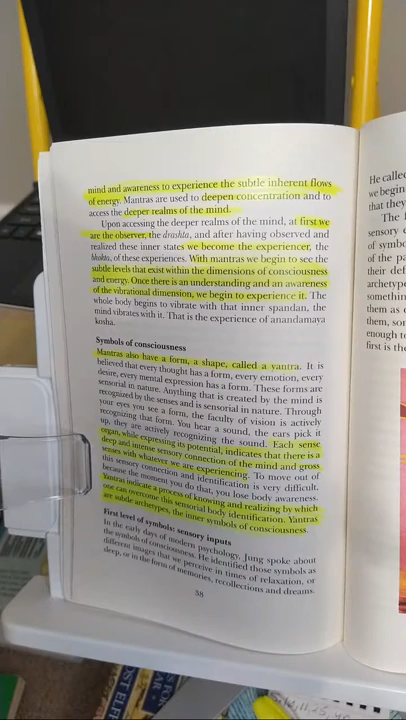 mind and awareness to experience the subtle inherent flows
of energy. Mantras are used to deepen concentration and to
access the deeper realms of the mind.
Upon accessing the deeper realms of the mind, at first we
are the observer, the drashta, and after having observed and
realized these inner states we become the experiencer, the
bhokta, of these experiences. With mantras we begin to see the
subtle levels that exist within the dimensions of consciousness
and energy. Once there is an understanding and an awareness
of the vibrational dimension, we begin to experience it. The
whole body begins to vibrate with that inner spandan, the
mind vibrates with it. That is the experience of anandamaya
kosha.
Symbols of consciousness
Mantras also have a form, a shape, called a yantra. It is
believed that every thought has a form, every emotion, every
desire, every mental expression has a form. These forms are
sensorial in nature. Anything that is created by the mind is
recognized by the senses and is sensorial in nature. Through
your eyes you see a form, the faculty of vision is actively
recognizing that form. You hear a sound, the ears pick it
up, they are actively recognizing the sound. Each sense
organ, while expressing its potential, indicates that there is a
deep and intense sensory connection of the mind and gross
senses with whatever we are experiencing. To move out of
this sensory connection and identification is very difficult,
because the moment you do that, you lose body awareness.
Yantras indicate a process of knowing and realizing by which
one can overcome this sensorial body identification. Yantras
are subtle archetypes, the inner symbols of consciousness.
First level of symbols: sensory inputs
In the early days of modern psychology, Jung spoke about
the symbols of consciousness. He identified those symbols as
different images that we perceive in times of relaxation, or
deep, or in the form of memories, recollections and dreams.
38
He called
we begin
that they
The f
sensory e
of symbo
of the pa
their def
archetype
somethin
them as
them, so
enough t
first is the